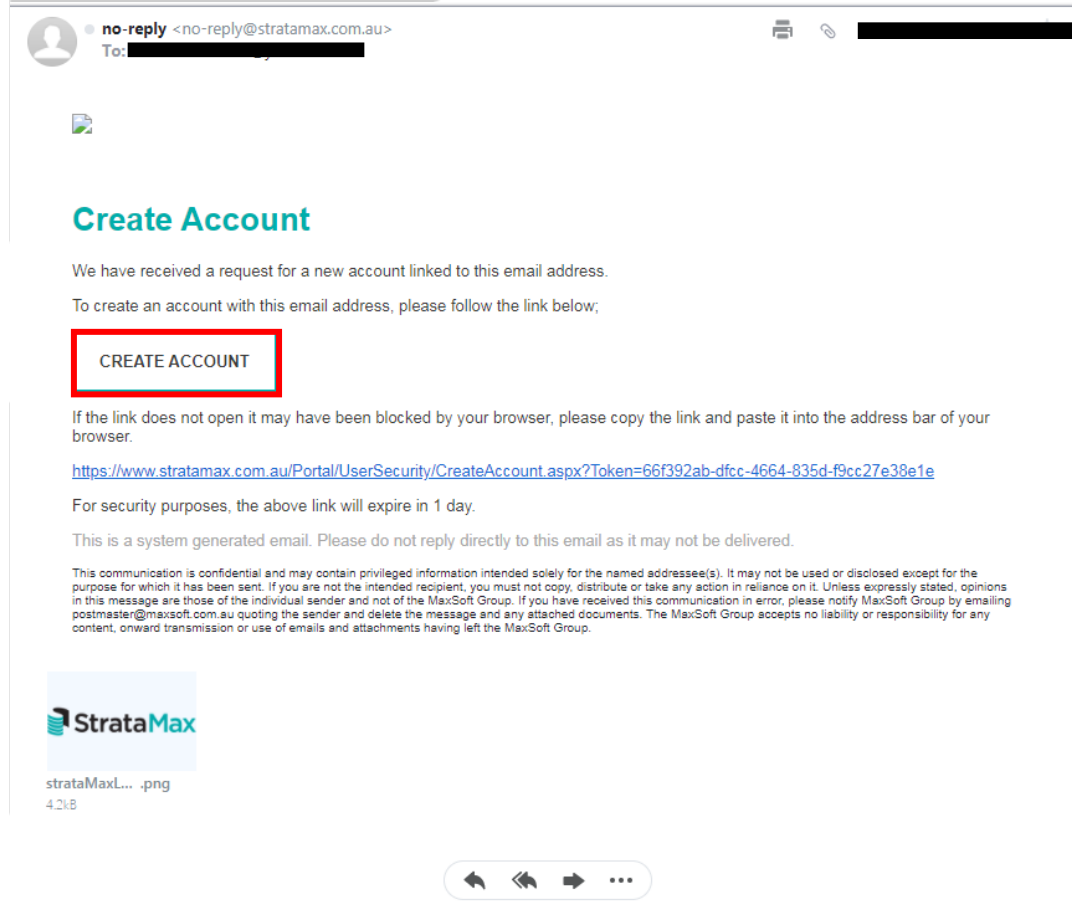 no-reply <no-reply@stratamax.com.au>
To:
Create Account
We have received a request for a new account linked to this email address.
To create an account with this email address, please follow the link below;
CREATE ACCOUNT
If the link does not open it may have been blocked by your browser, please copy the link and paste it into the address bar of your
browser.
https://www.stratamax.com.au/Portal/UserSecurity/CreateAccount.aspx?Token=66f392ab-dfcc-4664-835d-f9cc27e38e1e
For security purposes, the above link will expire in 1 day.
This is a system generated email. Please do not reply directly to this email as it may not be delivered.
This communication is confidential and may contain privileged information intended solely for the named addressee(s). It may not be used or disclosed except for the
purpose for which it has been sent. If you are not the intended recipient, you must not copy, distribute or take any action in reliance on it. Unless expressly stated, opinions
in this message are those of the individual sender and not of the MaxSoft Group. If you have received this communication in error, please notify MaxSoft Group by emailing
postmaster@maxsoft.com.au quoting the sender and delete the message and any attached documents. The MaxSoft Group accepts no liability or responsibility for any
content, onward transmission or use of emails and attachments having left the MaxSoft Group.
StrataMax
strataMaxL... .png
4.2kB